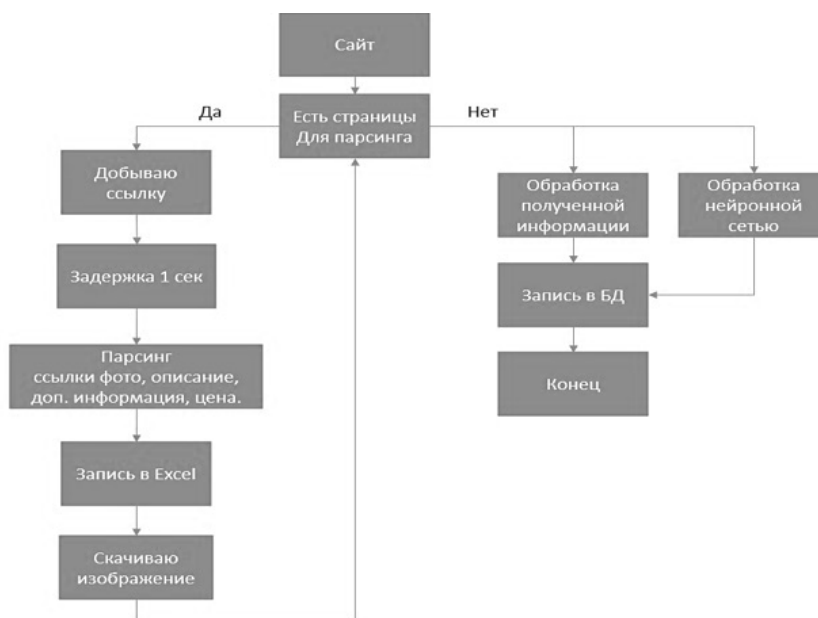 Сайт
Есть страницы
Для парсинга
Да
Нет
Добываю
ссылку
Задержка 1 сек
Парсинг
ссылки фото, описание,
доп. информация, цена.
Запись в Excel
Скачиваю
изображение
Обработка
полученной
информации
Обработка
нейронной
сетью
Запись в БД
Конец